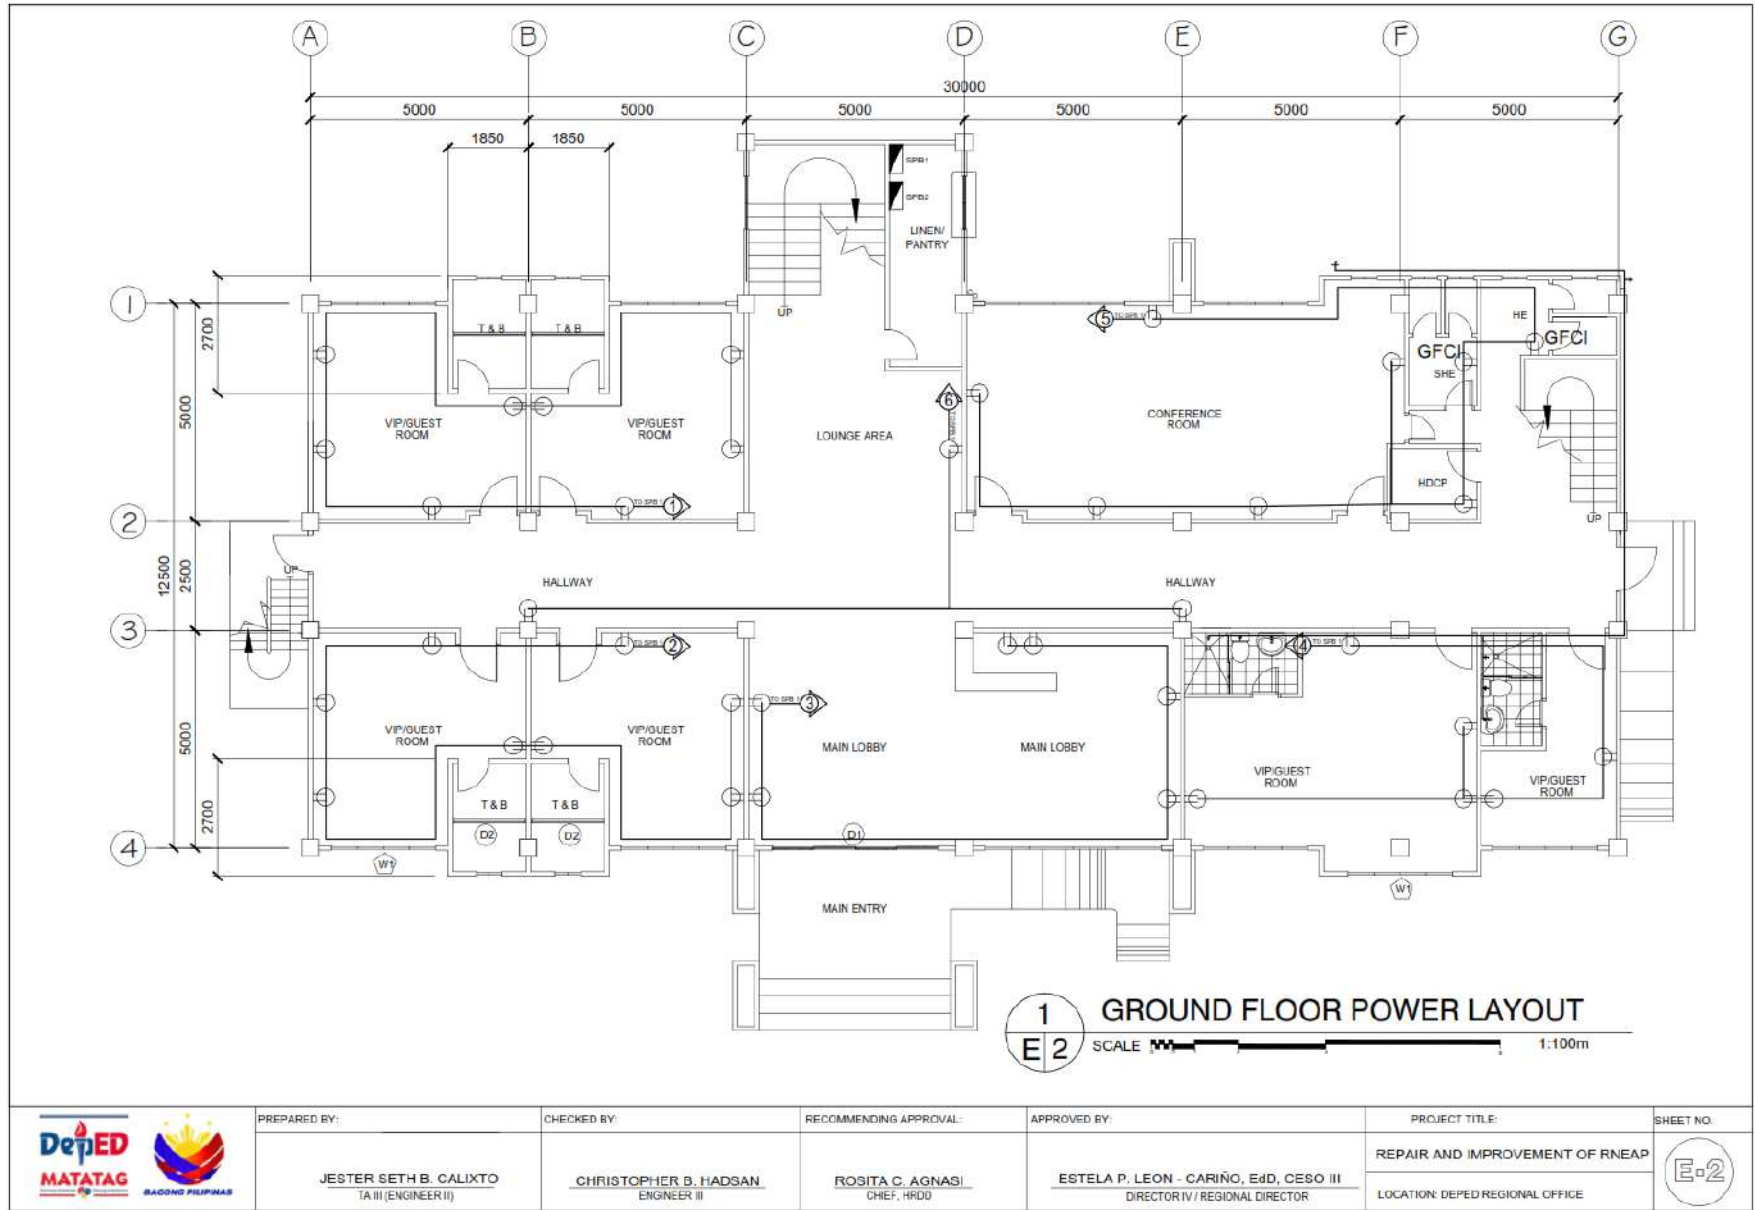 A B C D E F G
30000
5000 5000 5000 5000 5000 5000
1850 1850
SPB1
SPB2
LINEN/
PANTRY
1
UP
2700
T & B T & B
5 TO SPB 1
HE
GFCI GFCI
SHE
5000
6
VIP/GUEST
ROOM
VIP/GUEST
ROOM
LOUNGE AREA
CONFERENCE
ROOM
HDCP
TO SPB 1 1
2
UP
12500
2500
UP
HALLWAY HALLWAY
3
TO SPB 1 2
4 TO SPB 1
TO SPB 1 3
5000
VIP/GUEST
ROOM
VIP/GUEST
ROOM
MAIN LOBBY MAIN LOBBY
VIP/GUEST
ROOM
VIP/GUEST
ROOM
2700
T & B T & B
D2 D2 D1
4
W1 W1
MAIN ENTRY
1
E 2
GROUND FLOOR POWER LAYOUT
SCALE 1:100m
DepED
MATATAG
BAGONG PILIPINAS
PREPARED BY:
JESTER SETH B. CALIXTO
TA III (ENGINEER II)
CHECKED BY:
CHRISTOPHER B. HADSAN
ENGINEER III
RECOMMENDING APPROVAL:
ROSITA C. AGNASI
CHIEF, HRDD
APPROVED BY:
ESTELA P. LEON - CARIÑO, EdD, CESO III
DIRECTOR IV / REGIONAL DIRECTOR
PROJECT TITLE:
REPAIR AND IMPROVEMENT OF RNEAP
LOCATION: DEPED REGIONAL OFFICE
SHEET NO.
E-2